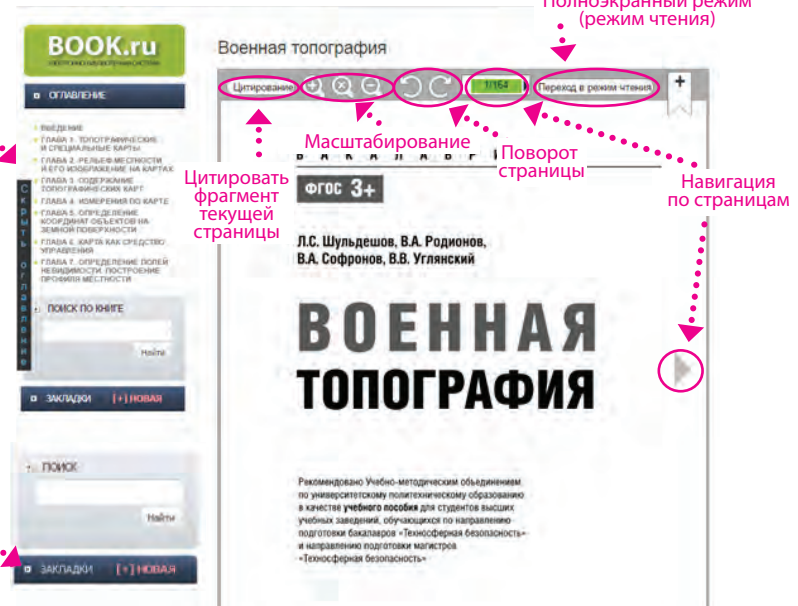 Полноэкранный режим
(режим чтения)
BOOK.ru
Военная топография
Цитирование
1/164
Переход в режим чтения
+
ОГЛАВЛЕНИЕ
ВВЕДЕНИЕ
ГЛАВА 1. ТОПОГРАФИЧЕСКИЕ
И СПЕЦИАЛЬНЫЕ КАРТЫ
ГЛАВА 2. РЕЛЬЕФ МЕСТНОСТИ
И ЕГО ИЗОБРАЖЕНИЕ НА КАРТАХ
ГЛАВА 3. СОДЕРЖАНИЕ
ТОПОГРАФИЧЕСКИХ КАРТ
ГЛАВА 4. ИЗМЕРЕНИЯ ПО КАРТЕ
ГЛАВА 5. ОПРЕДЕЛЕНИЕ
КООРДИНАТ ОБЪЕКТОВ НА
ЗЕМНОЙ ПОВЕРХНОСТИ
ГЛАВА 6. КАРТА КАК СРЕДСТВО
УПРАВЛЕНИЯ
ГЛАВА 7. ОПРЕДЕЛЕНИЕ ПОЛЕЙ
НЕВИДИМОСТИ. ПОСТРОЕНИЕ
ПРОФИЛЯ МЕСТНОСТИ
Скрыть оглавление
ПОИСК ПО КНИГЕ
Найти
ЗАКЛАДКИ [+] НОВАЯ
ПОИСК
Найти
ЗАКЛАДКИ [+] НОВАЯ
Масштабирование
Поворот
страницы
Цитировать
фрагмент
текущей
страницы
Навигация
по страницам
ФГОС 3+
Л.С. Шульдешов, В.А. Родионов,
В.А. Софронов, В.В. Углянский
ВОЕННАЯ
ТОПОГРАФИЯ
Рекомендовано Учебно-методическим объединением
по университетскому политехническому образованию
в качестве учебного пособия для студентов высших
учебных заведений, обучающихся по направлению
подготовки бакалавров «Техносферная безопасность»
и направлению подготовки магистров
«Техносферная безопасность»